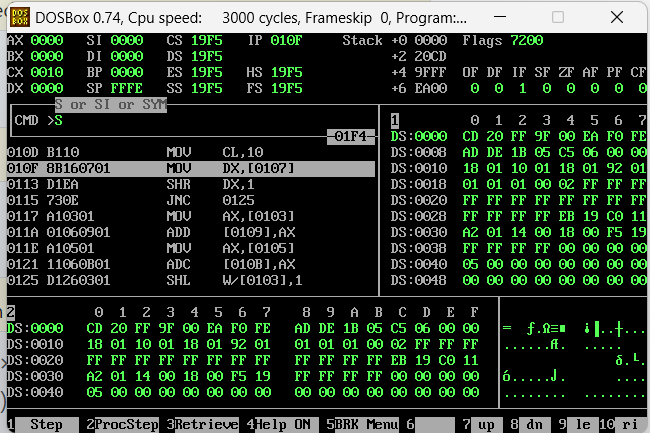 DOS BOX DOSBox 0.74, Cpu speed: 3000 cycles, Frameskip 0, Program:...
AX 0000 SI 0000 CS 19F5 IP 010F Stack +0 0000 Flags 7200
BX 0000 DI 0000 DS 19F5 +2 20CD
CX 0010 BP 0000 ES 19F5 HS 19F5 +4 9FFF OF DF IF SF ZF AF PF CF
DX 0000 SP FFFE SS 19F5 FS 19F5 +6 EA00 0 0 1 0 0 0 0 0
S or SI or SYM
CMD >S
01F4
010D B110 MOV CL,10
010F 8B160701 MOV DX,[0107]
0113 D1EA SHR DX,1
0115 730E JNC 0125
0117 A10301 MOV AX,[0103]
011A 01060901 ADD [0109],AX
011E A10501 MOV AX,[0105]
0121 11060B01 ADC [010B],AX
0125 D1260301 SHL W/[0103],1
1 0 1 2 3 4 5 6 7
DS:0000 CD 20 FF 9F 00 EA F0 FE
DS:0008 AD DE 1B 05 C5 06 00 00
DS:0010 18 01 10 01 18 01 92 01
DS:0018 01 01 01 00 02 FF FF FF
DS:0020 FF FF FF FF FF FF FF FF
DS:0028 FF FF FF FF EB 19 C0 11
DS:0030 A2 01 14 00 18 00 F5 19
DS:0038 FF FF FF FF 00 00 00 00
DS:0040 05 00 00 00 00 00 00 00
DS:0048 00 00 00 00 00 00 00 00
2 0 1 2 3 4 5 6 7 8 9 A B C D E F
DS:0000 CD 20 FF 9F 00 EA F0 FE AD DE 1B 05 C5 06 00 00 = ƒ.Ω≡■ ¡▐..┼...
DS:0010 18 01 10 01 18 01 92 01 01 01 01 00 02 FF FF FF ......Æ. .....
DS:0020 FF FF FF FF FF FF FF FF FF FF FF FF EB 19 C0 11 δ.└.
DS:0030 A2 01 14 00 18 00 F5 19 FF FF FF FF 00 00 00 00 ó.....⌡. ....
DS:0040 05 00 00 00 00 00 00 00 00 00 00 00 00 00 00 00 ........ ........
1 Step 2ProcStep 3Retrieve 4Help ON 5BRK Menu 6 7 up 8 dn 9 le 10 ri